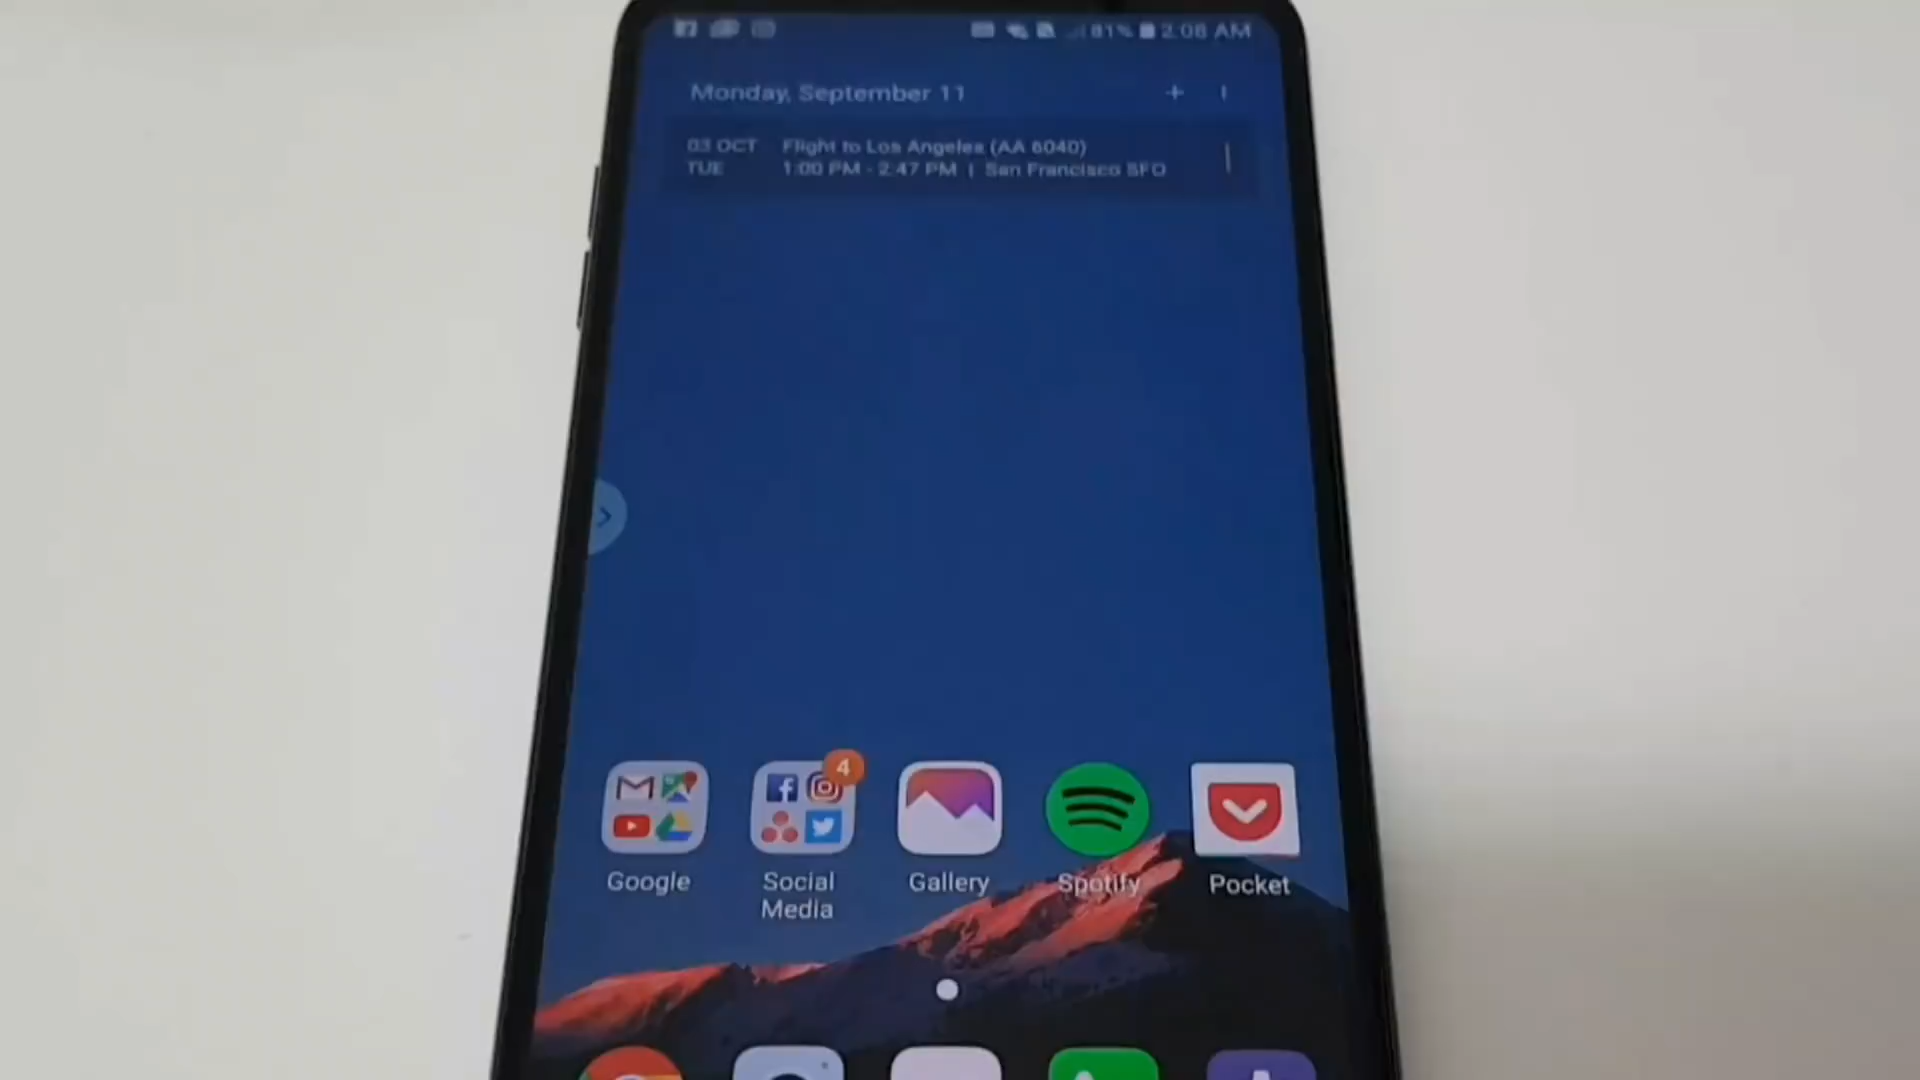 81% 2:08 AM
Monday, September 11
03 OCT Flight to Los Angeles (AA 6040)
TUE 1:00 PM - 2:47 PM | San Francisco SFO
4
Google Social Media Gallery Spotify Pocket